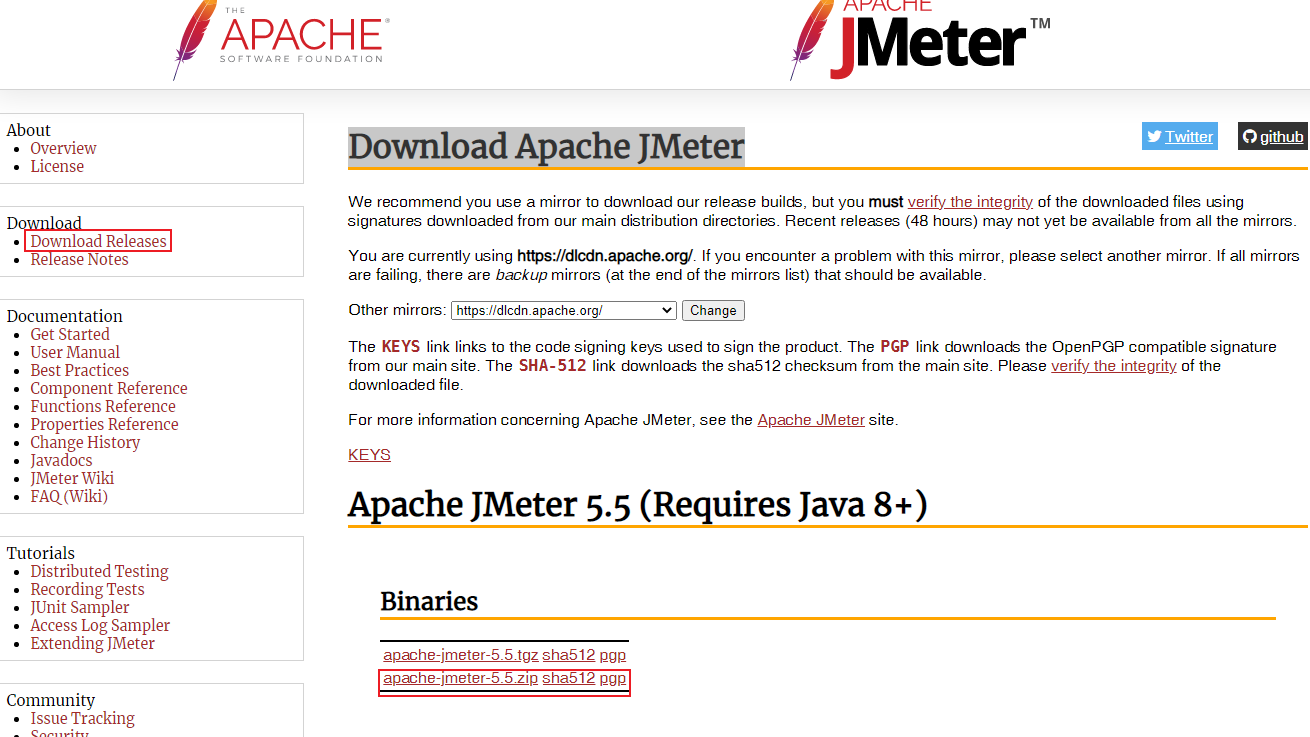 THE
APACHE®
SOFTWARE FOUNDATION
APACHE
JMeter™
About
Overview
License
Download
Download Releases
Release Notes
Documentation
Get Started
User Manual
Best Practices
Component Reference
Functions Reference
Properties Reference
Change History
Javadocs
JMeter Wiki
FAQ (Wiki)
Tutorials
Distributed Testing
Recording Tests
JUnit Sampler
Access Log Sampler
Extending JMeter
Community
Issue Tracking
Security
Download Apache JMeter
Twitter
github
We recommend you use a mirror to download our release builds, but you must verify the integrity of the downloaded files using
signatures downloaded from our main distribution directories. Recent releases (48 hours) may not yet be available from all the mirrors.
You are currently using https://dlcdn.apache.org/. If you encounter a problem with this mirror, please select another mirror. If all mirrors
are failing, there are backup mirrors (at the end of the mirrors list) that should be available.
Other mirrors: https://dlcdn.apache.org/ Change
The KEYS link links to the code signing keys used to sign the product. The PGP link downloads the OpenPGP compatible signature
from our main site. The SHA-512 link downloads the sha512 checksum from the main site. Please verify the integrity of the
downloaded file.
For more information concerning Apache JMeter, see the Apache JMeter site.
KEYS
Apache JMeter 5.5 (Requires Java 8+)
Binaries
apache-jmeter-5.5.tgz sha512 pgp
apache-jmeter-5.5.zip sha512 pgp